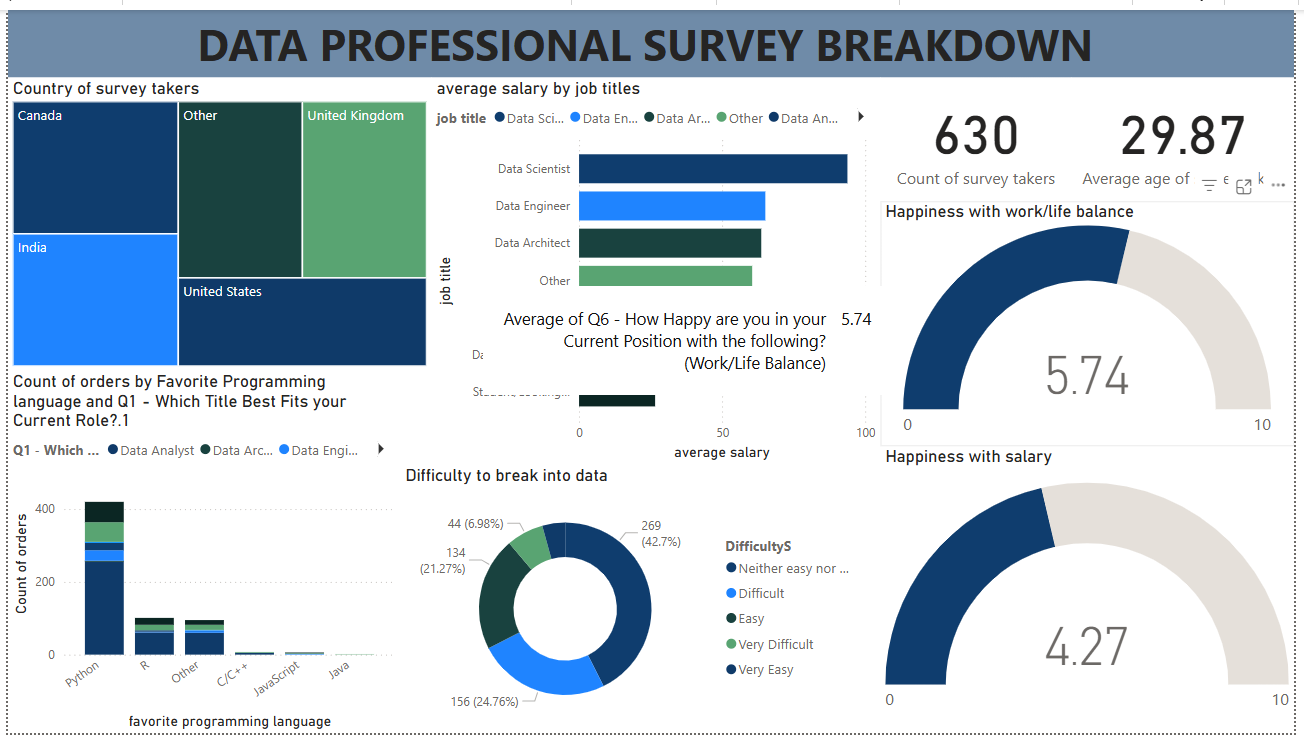 DATA PROFESSIONAL SURVEY BREAKDOWN
Country of survey takers
Canada
Other
United Kingdom
India
United States
average salary by job titles
job title Data Sci... Data En... Data Ar... Other Data An...
Data Scientist
Data Engineer
Data Architect
Other
job title
0 50 100
average salary
Average of Q6 - How Happy are you in your 5.74
Current Position with the following?
(Work/Life Balance)
630
Count of survey takers
29.87
Average age of
Happiness with work/life balance
5.74
0 10
Count of orders by Favorite Programming
language and Q1 - Which Title Best Fits your
Current Role?.1
Q1 - Which ... Data Analyst Data Arc... Data Engi...
Count of orders
400
200
0
Python R Other C/C++ JavaScript Java
favorite programming language
Difficulty to break into data
44 (6.98%)
269
(42.7%)
134
(21.27%)
156 (24.76%)
DifficultyS
Neither easy nor ...
Difficult
Easy
Very Difficult
Very Easy
Happiness with salary
4.27
0 10